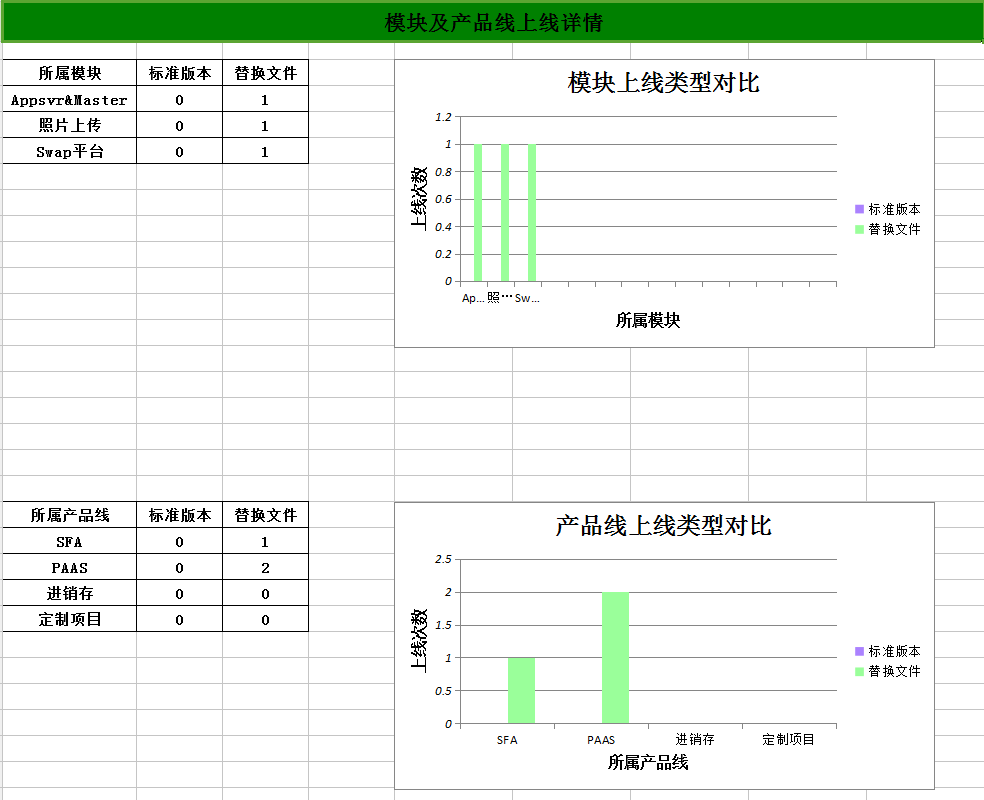 模块及产品线上线详情
所属模块 标准版本 替换文件
Appsvr&Master 0 1
照片上传 0 1
Swap平台 0 1
模块上线类型对比
上线次数
1.2
1
0.8
0.6
0.4
0.2
0
Ap... 照... Sw...
所属模块
标准版本
替换文件
所属产品线 标准版本 替换文件
SFA 0 1
PAAS 0 2
进销存 0 0
定制项目 0 0
产品线上线类型对比
上线次数
2.5
2
1.5
1
0.5
0
SFA PAAS 进销存 定制项目
所属产品线
标准版本
替换文件